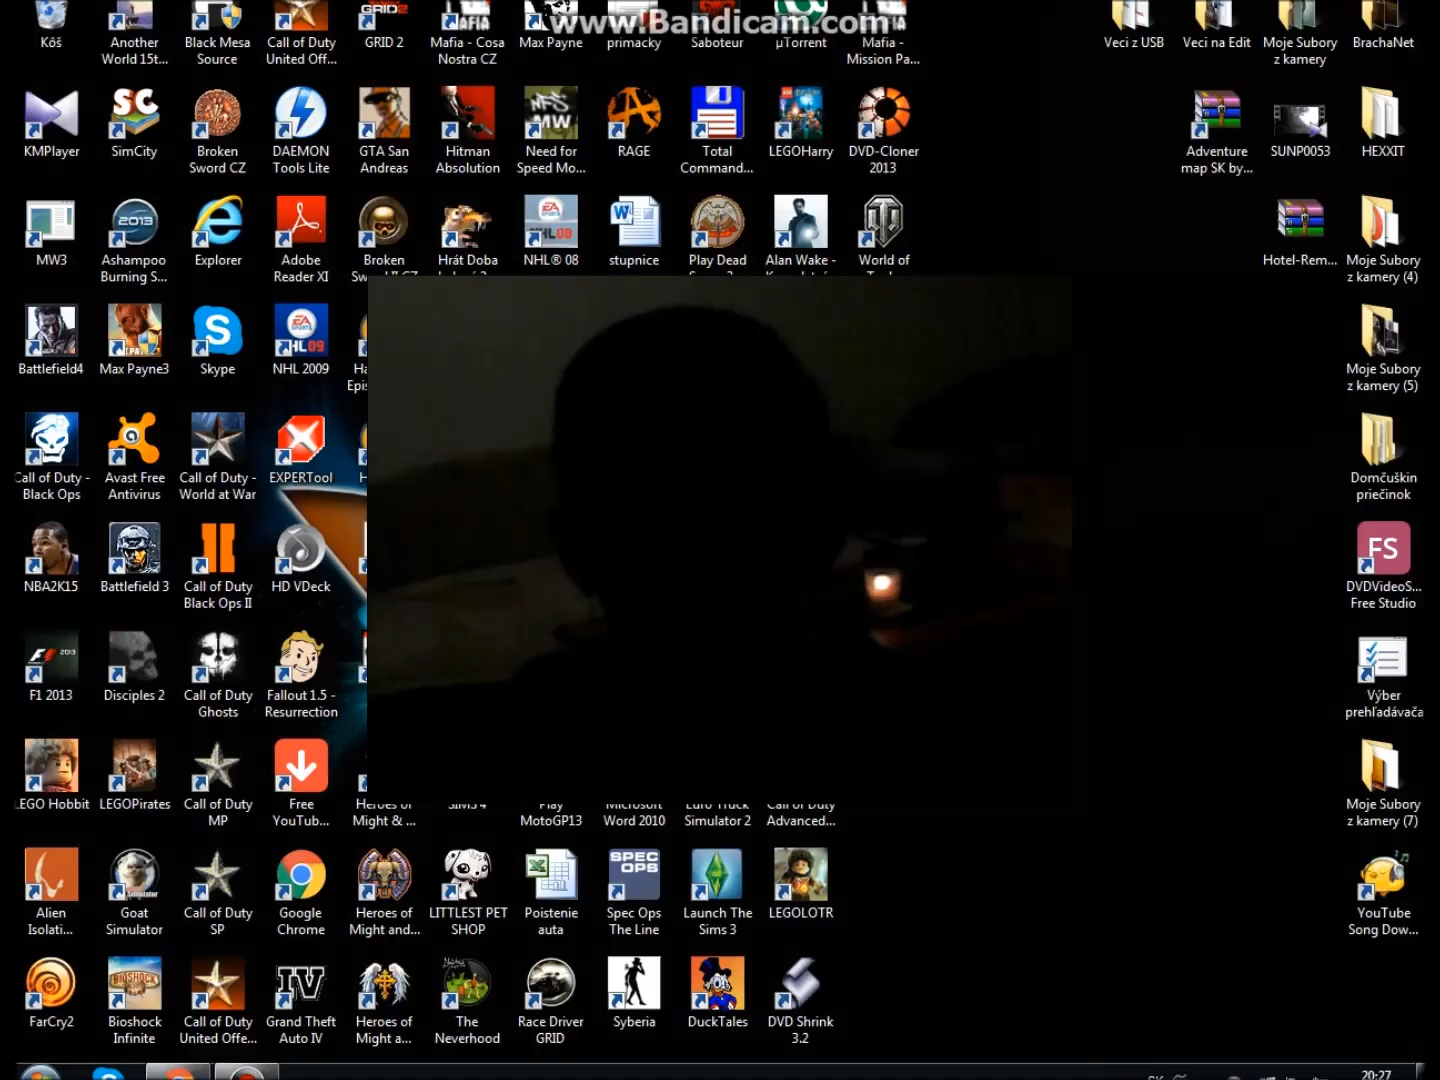 www.Bandicam.com
Kôš
Another
World 15t...
Black Mesa
Source
Call of Duty
United Off...
GRID 2
Mafia - Cosa
Nostra CZ
Max Payne
primacky
Saboteur
µTorrent
Mafia -
Mission Pa...
Veci z USB
Veci na Edit
Moje Subory
z kamery
BrachaNet
KMPlayer
SimCity
Broken
Sword CZ
DAEMON
Tools Lite
GTA San
Andreas
Hitman
Absolution
Need for
Speed Mo...
RAGE
Total
Command...
LEGOHarry
DVD-Cloner
2013
Adventure
map SK by...
SUNP0053
HEXXIT
MW3
Ashampoo
Burning S...
Explorer
Adobe
Reader XI
Broken
Hrát Doba
NHL® 08
stupnice
Play Dead
Alan Wake -
World of
Hotel-Rem...
Moje Subory
z kamery (4)
Battlefield4
Max Payne3
Skype
NHL 2009
Moje Subory
z kamery (5)
Call of Duty -
Black Ops
Avast Free
Antivirus
Call of Duty -
World at War
EXPERTool
Domčuškin
priečinok
NBA2K15
Battlefield 3
Call of Duty
Black Ops II
HD VDeck
DVDVideoS...
Free Studio
F1 2013
Disciples 2
Call of Duty
Ghosts
Fallout 1.5 -
Resurrection
Výber
prehľadávača
LEGO Hobbit
LEGOPirates
Call of Duty
MP
Free
YouTub...
Heroes of
Might & ...
SIMS 4
Play
MotoGP13
Microsoft
Word 2010
Euro Truck
Simulator 2
Call of Duty
Advanced...
Moje Subory
z kamery (7)
Alien
Isolati...
Goat
Simulator
Call of Duty
SP
Google
Chrome
Heroes of
Might and...
LITTLEST PET
SHOP
Poistenie
auta
Spec Ops
The Line
Launch The
Sims 3
LEGOLOTR
YouTube
Song Dow...
FarCry2
Bioshock
Infinite
Call of Duty
United Offe...
Grand Theft
Auto IV
Heroes of
Might a...
The
Neverhood
Race Driver
GRID
Syberia
DuckTales
DVD Shrink
3.2
20:27